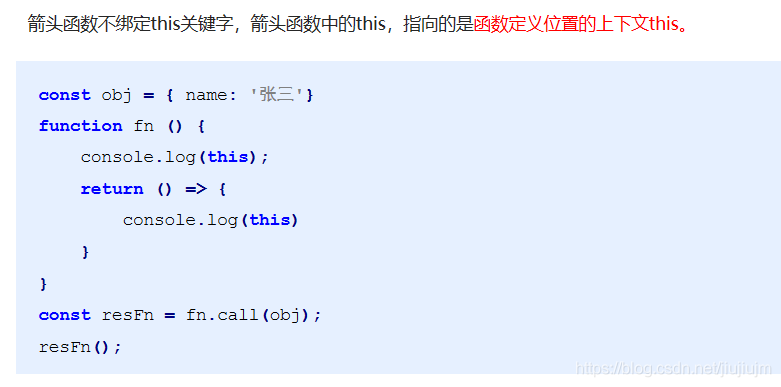 箭头函数不绑定this关键字，箭头函数中的this，指向的是函数定义位置的上下文this。
const obj = { name: '张三'}
function fn () {
    console.log(this);
    return () => {
        console.log(this)
    }
}
const resFn = fn.call(obj);
resFn();
https://blog.csdn.net/jiujiujm